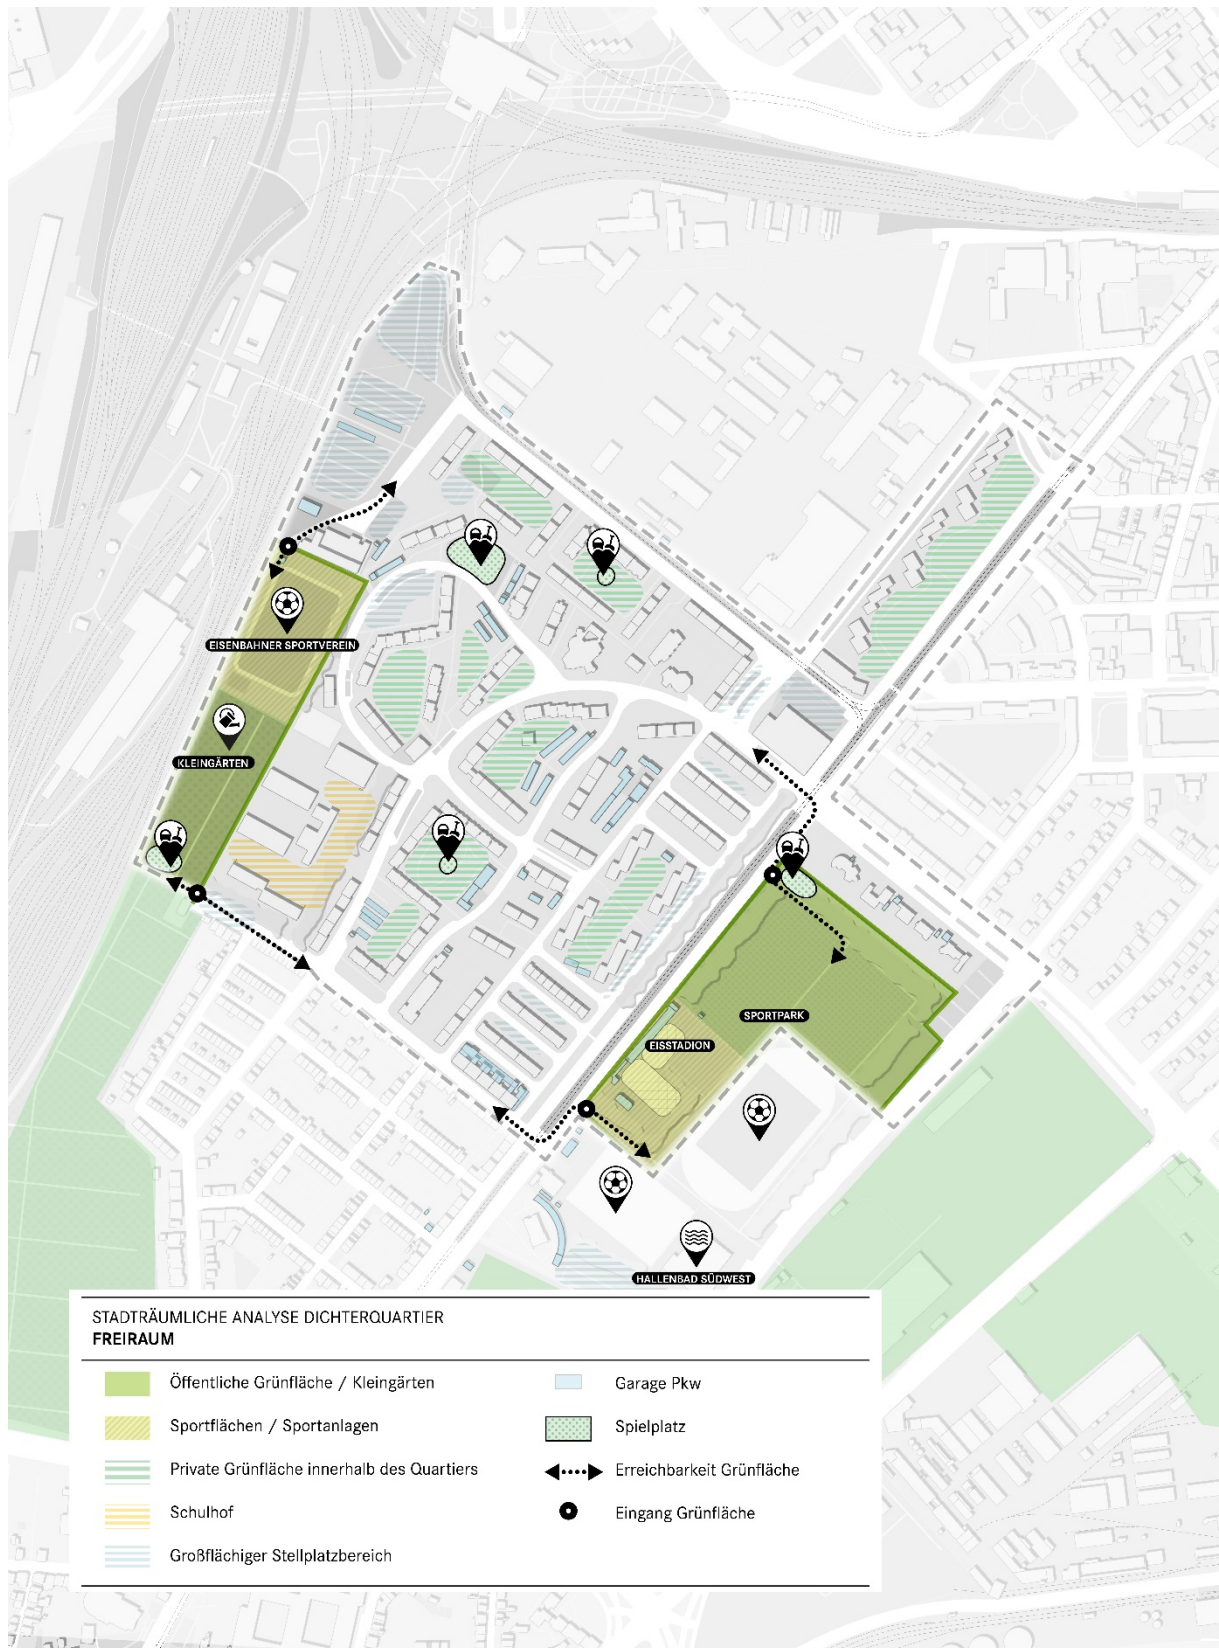 EISENBAHNER SPORTVEREIN
KLEINGÄRTEN
SPORTPARK
EISSTADION
HALLENBAD SÜDWEST
STADTRÄUMLICHE ANALYSE DICHTERQUARTIER
FREIRAUM
Öffentliche Grünfläche / Kleingärten
Sportflächen / Sportanlagen
Private Grünfläche innerhalb des Quartiers
Schulhof
Großflächiger Stellplatzbereich
Garage Pkw
Spielplatz
Erreichbarkeit Grünfläche
Eingang Grünfläche